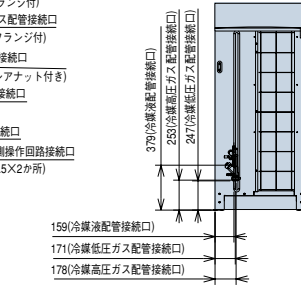 ランジ付)
ス配管接続口
フランジ付)
接続口
レアナット付き)
接続口
続口
測操作回路接続口
.5×2か所)
379(冷媒液配管接続口)
253(冷媒高圧ガス配管接続口)
247(冷媒低圧ガス配管接続口)
159(冷媒液配管接続口)
171(冷媒低圧ガス配管接続口)
178(冷媒高圧ガス配管接続口)